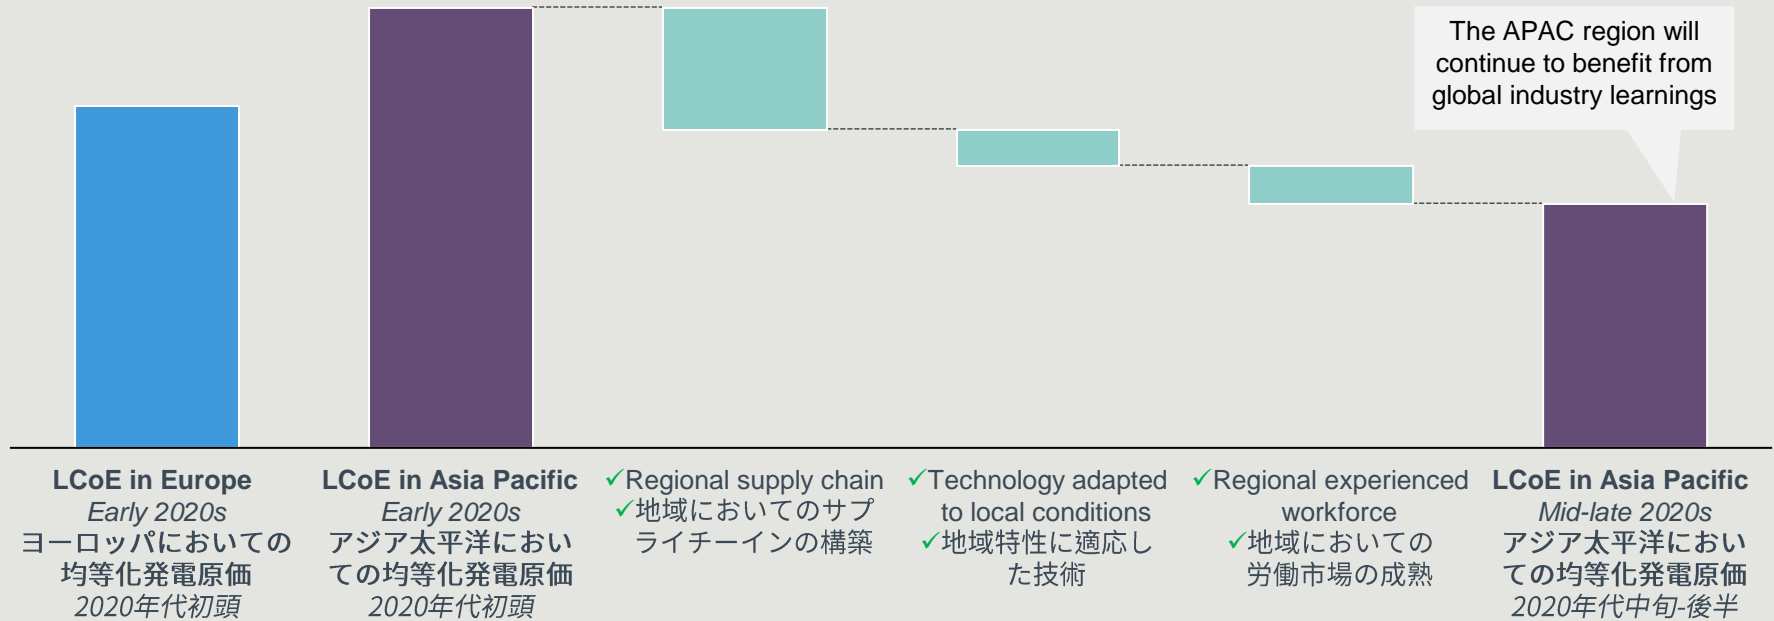 The APAC region will
continue to benefit from
global industry learnings
LCoE in Europe
Early 2020s
ヨーロッパにおいての
均等化発電原価
2020年代初頭
LCoE in Asia Pacific
Early 2020s
アジア太平洋におい
ての均等化発電原価
2020年代初頭
✓Regional supply chain
✓地域においてのサプ
ライチーインの構築
✓Technology adapted
to local conditions
✓地域特性に適応し
た技術
✓Regional experienced
workforce
✓地域においての
労働市場の成熟
LCoE in Asia Pacific
Mid-late 2020s
アジア太平洋におい
ての均等化発電原価
2020年代中旬-後半